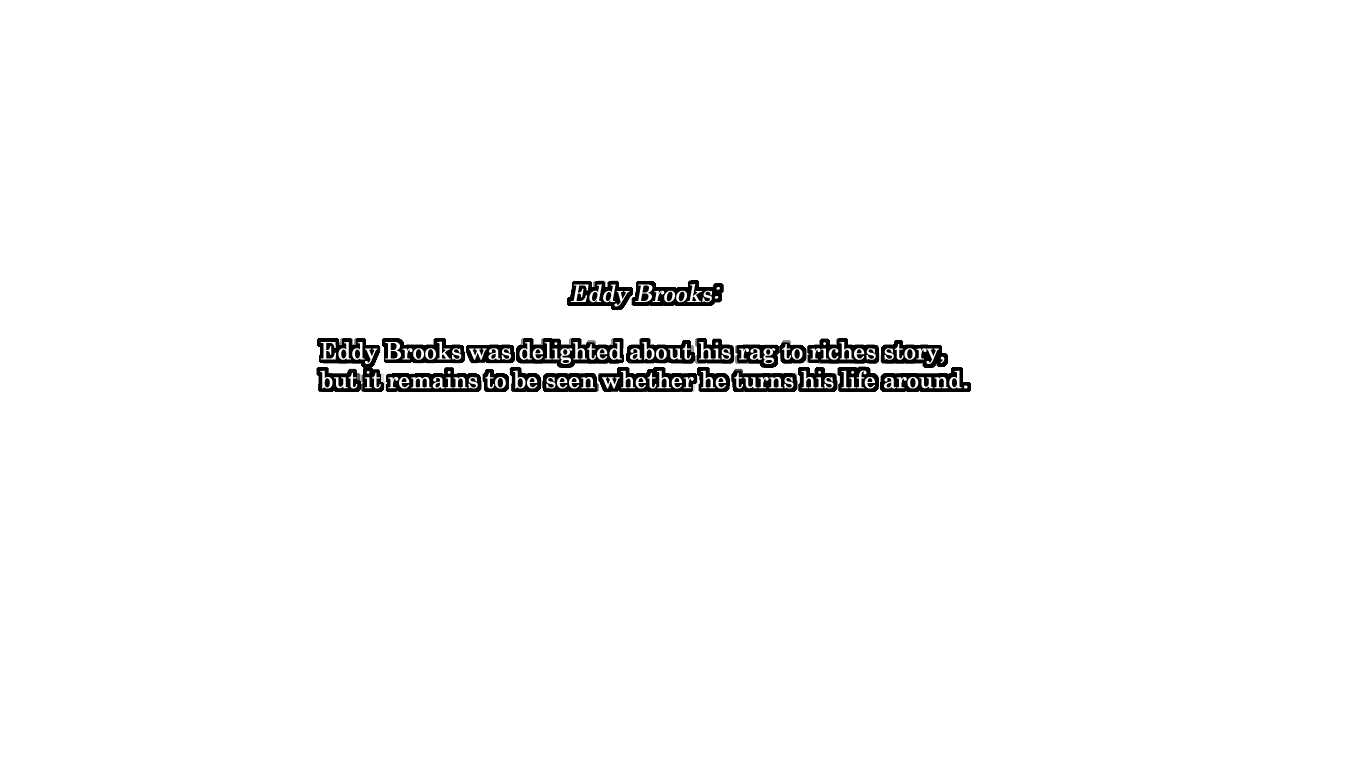 Eddy Brooks:
Eddy Brooks was delighted about his rag to riches story,
but it remains to be seen whether he turns his life around.